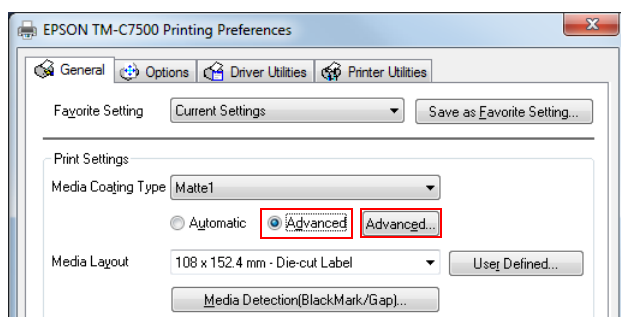 EPSON TM-C7500 Printing Preferences
General Options Driver Utilities Printer Utilities
Favorite Setting Current Settings Save as Favorite Setting...
Print Settings
Media Coating Type Matte1
Automatic Advanced Advanced...
Media Layout 108 x 152.4 mm - Die-cut Label User Defined...
Media Detection(BlackMark/Gap)...